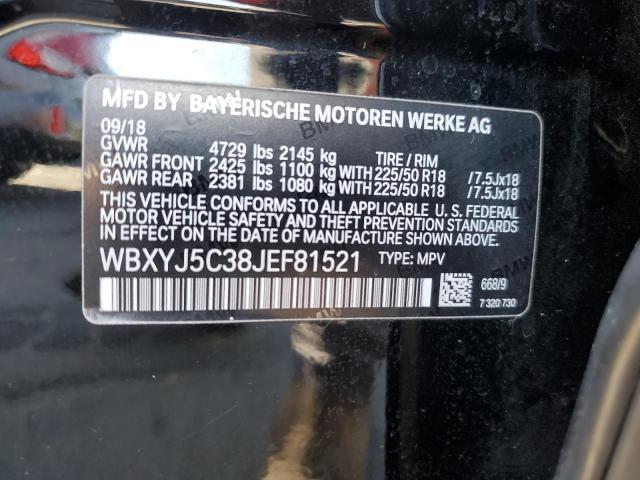 MFD BY BAYERISCHE MOTOREN WERKE AG
09/18
GVWR 4729 lbs 2145 kg TIRE / RIM
GAWR FRONT 2425 lbs 1100 kg WITH 225/50 R18 /7.5Jx18
GAWR REAR 2381 lbs 1080 kg WITH 225/50 R18 /7.5Jx18
THIS VEHICLE CONFORMS TO ALL APPLICABLE U. S. FEDERAL
MOTOR VEHICLE SAFETY AND THEFT PREVENTION STANDARDS
IN EFFECT ON THE DATE OF MANUFACTURE SHOWN ABOVE.
WBXYJ5C38JEF81521 TYPE: MPV
668/9
7 320 730